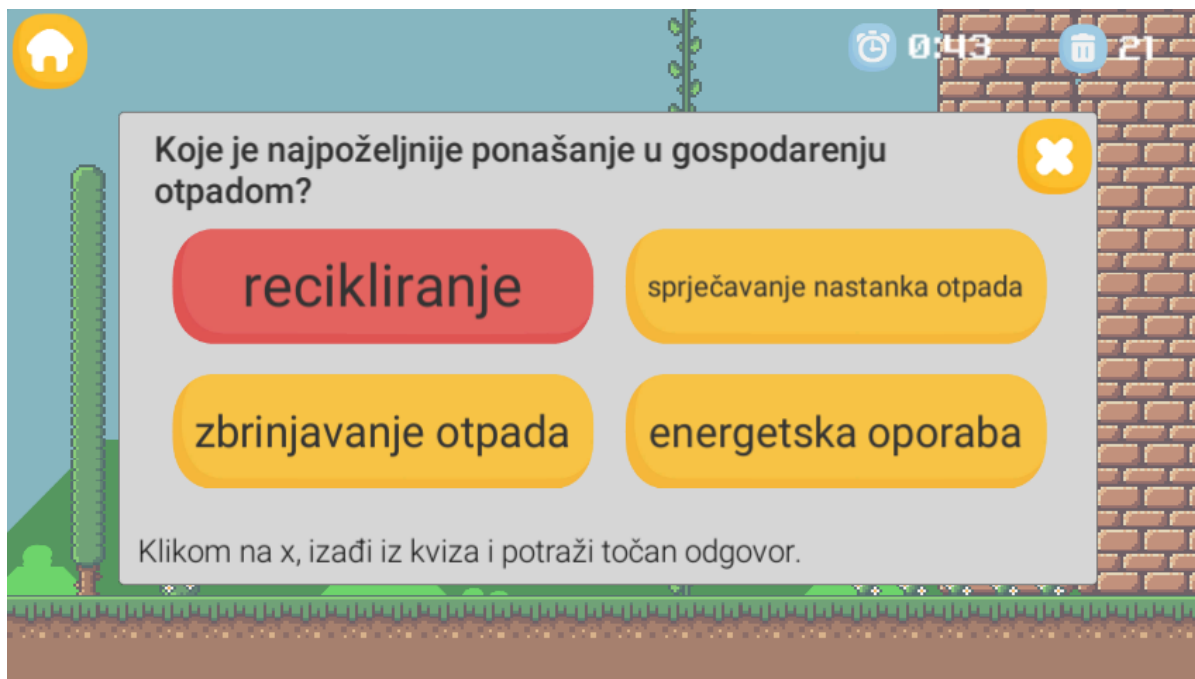 0:43
21
Koje je najpoželjnije ponašanje u gospodarenju
otpadom?
recikliranje
sprječavanje nastanka otpada
zbrinjavanje otpada
energetska oporaba
Klikom na x, izađi iz kviza i potraži točan odgovor.